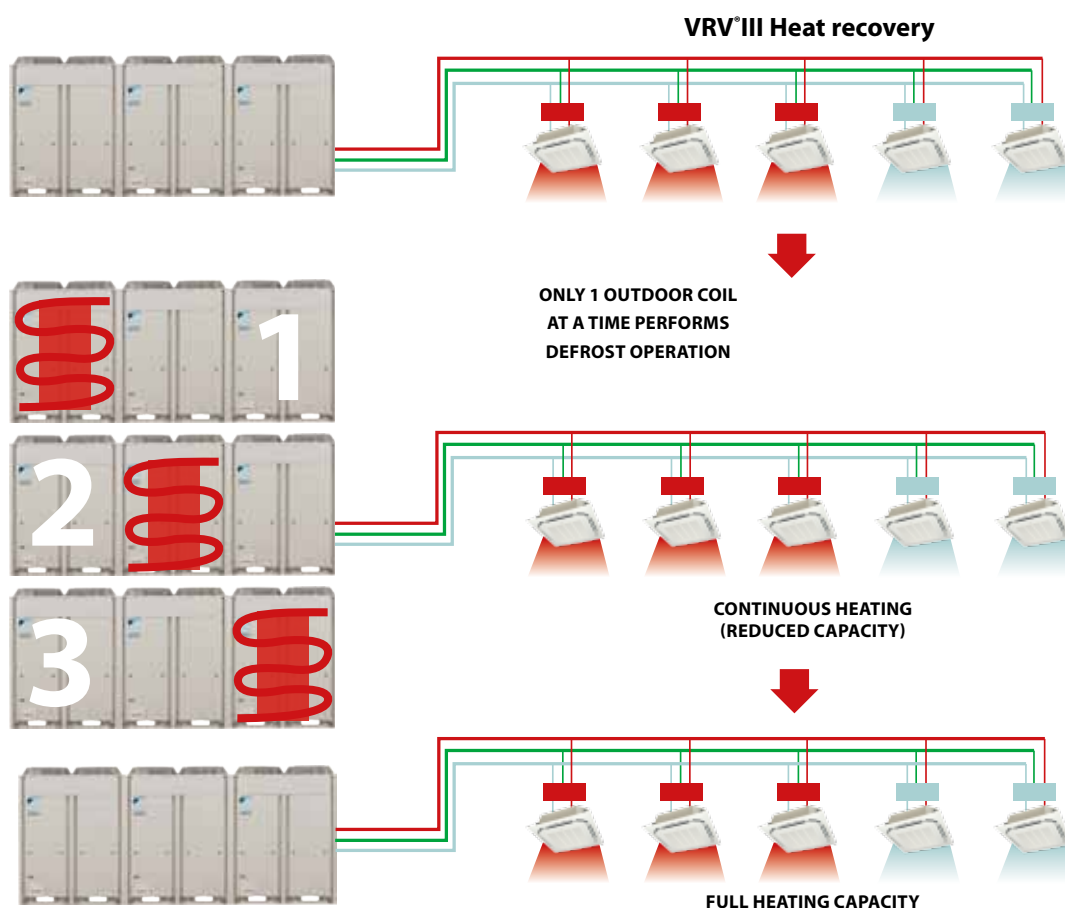 VRV®III Heat recovery
ONLY 1 OUTDOOR COIL
AT A TIME PERFORMS
DEFROST OPERATION
1
2
3
CONTINUOUS HEATING
(REDUCED CAPACITY)
FULL HEATING CAPACITY